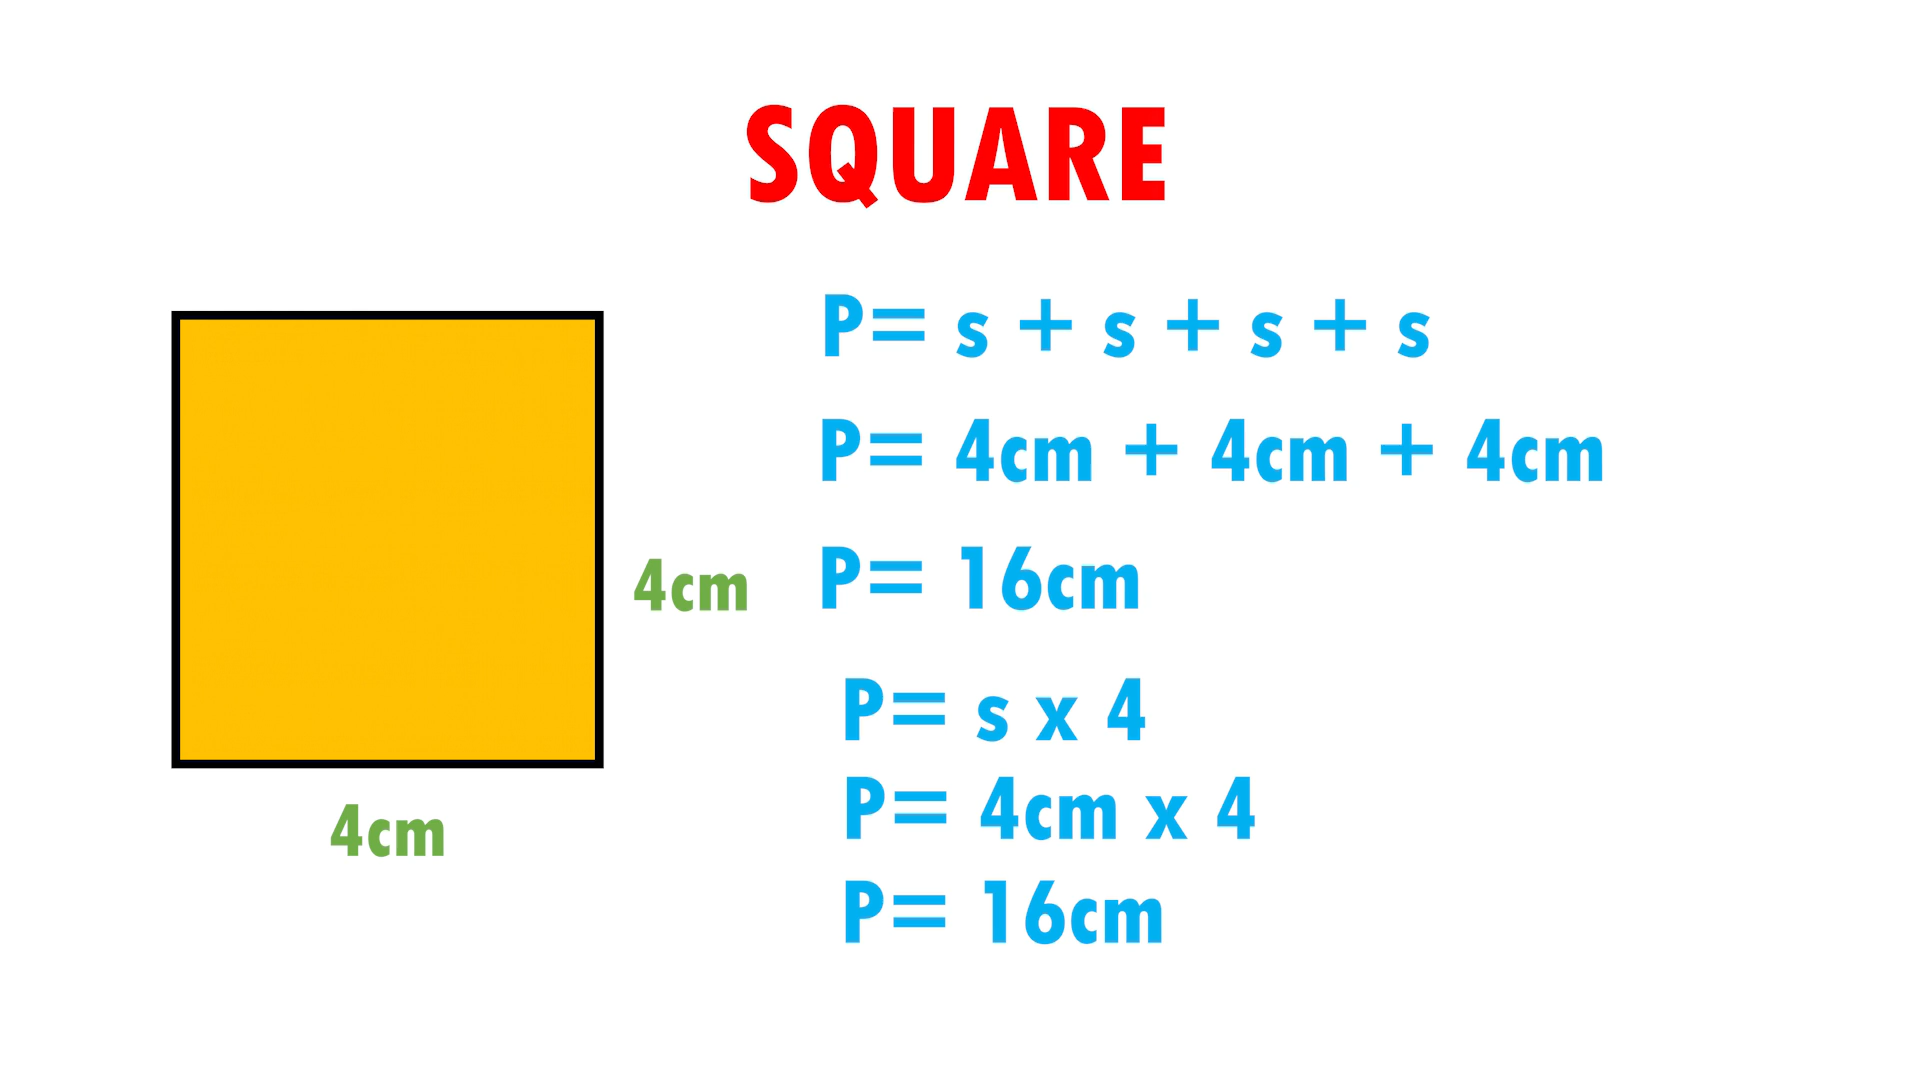 SQUARE
P= s + s + s + s
P= 4cm + 4cm + 4cm
4cm
P= 16cm
P= s x 4
P= 4cm x 4
4cm
P= 16cm